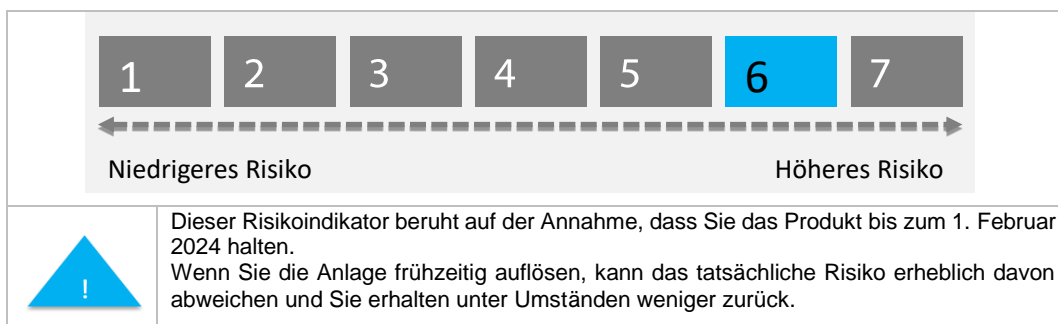 1 2 3 4 5 6 7
Niedrigeres Risiko Höheres Risiko
Dieser Risikoindikator beruht auf der Annahme, dass Sie das Produkt bis zum 1. Februar
2024 halten.
Wenn Sie die Anlage frühzeitig auflösen, kann das tatsächliche Risiko erheblich davon
abweichen und Sie erhalten unter Umständen weniger zurück.
!